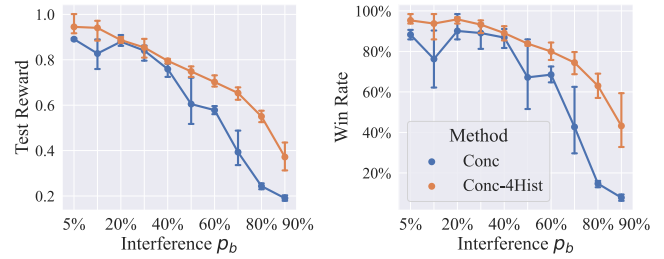 1.0
0.8
0.6
0.4
0.2
Test Reward
5% 20% 40% 60% 80% 90%
Interference p_b
100%
80%
60%
40%
20%
Win Rate
Method
Conc
Conc-4Hist
5% 20% 40% 60% 80% 90%
Interference p_b